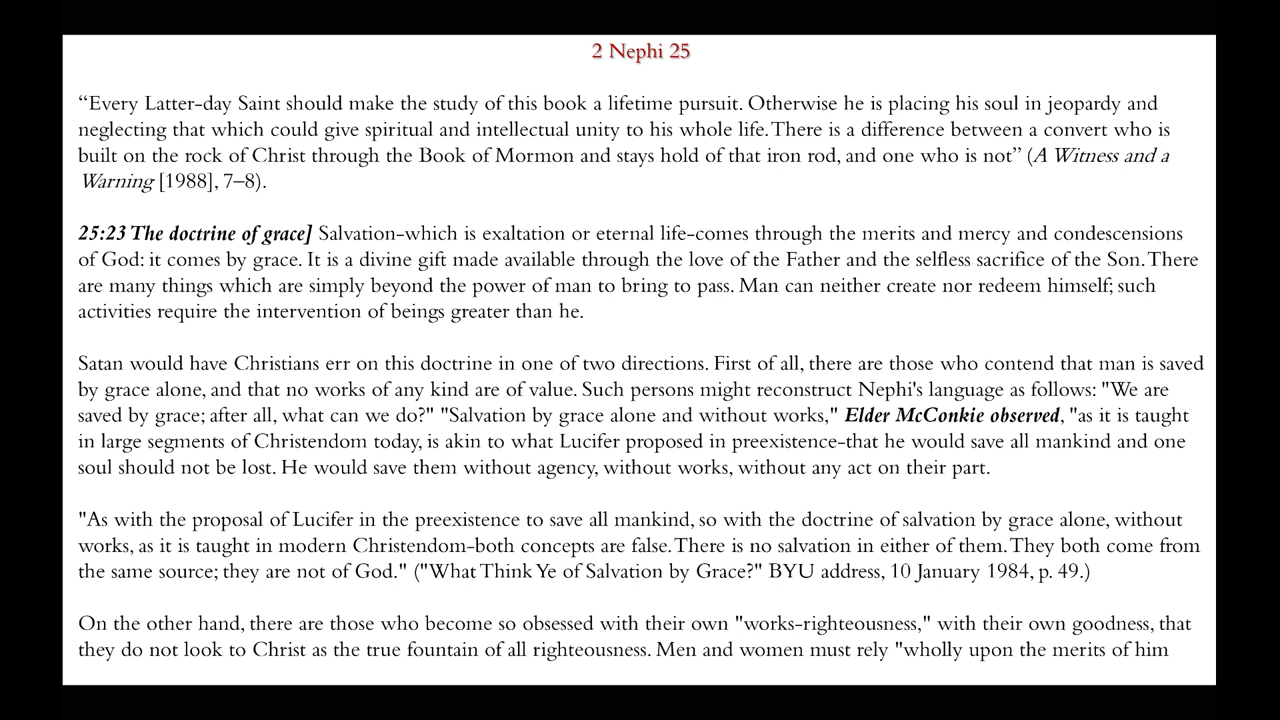 2 Nephi 25
“Every Latter-day Saint should make the study of this book a lifetime pursuit. Otherwise he is placing his soul in jeopardy and
neglecting that which could give spiritual and intellectual unity to his whole life. There is a difference between a convert who is
built on the rock of Christ through the Book of Mormon and stays hold of that iron rod, and one who is not” (A Witness and a
Warning [1988], 7–8).
25:23 The doctrine of grace] Salvation-which is exaltation or eternal life-comes through the merits and mercy and condescensions
of God: it comes by grace. It is a divine gift made available through the love of the Father and the selfless sacrifice of the Son. There
are many things which are simply beyond the power of man to bring to pass. Man can neither create nor redeem himself; such
activities require the intervention of beings greater than he.
Satan would have Christians err on this doctrine in one of two directions. First of all, there are those who contend that man is saved
by grace alone, and that no works of any kind are of value. Such persons might reconstruct Nephi's language as follows: "We are
saved by grace; after all, what can we do?" "Salvation by grace alone and without works," Elder McConkie observed, "as it is taught
in large segments of Christendom today, is akin to what Lucifer proposed in preexistence-that he would save all mankind and one
soul should not be lost. He would save them without agency, without works, without any act on their part.
"As with the proposal of Lucifer in the preexistence to save all mankind, so with the doctrine of salvation by grace alone, without
works, as it is taught in modern Christendom-both concepts are false. There is no salvation in either of them. They both come from
the same source; they are not of God." ("What Think Ye of Salvation by Grace?" BYU address, 10 January 1984, p. 49.)
On the other hand, there are those who become so obsessed with their own "works-righteousness," with their own goodness, that
they do not look to Christ as the true fountain of all righteousness. Men and women must rely "wholly upon the merits of him